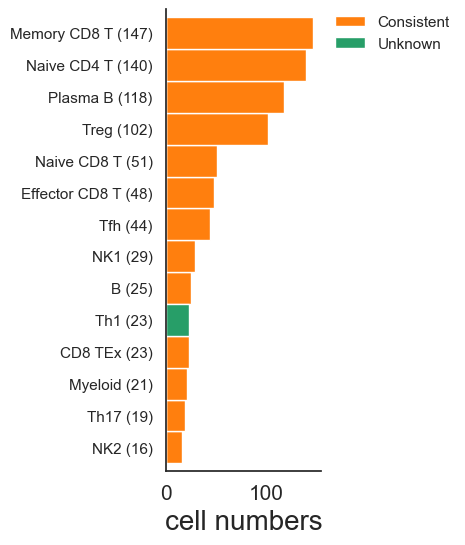 Consistent
Unknown
Memory CD8 T (147)
Naive CD4 T (140)
Plasma B (118)
Treg (102)
Naive CD8 T (51)
Effector CD8 T (48)
Tfh (44)
NK1 (29)
B (25)
Th1 (23)
CD8 TEx (23)
Myeloid (21)
Th17 (19)
NK2 (16)
0 100
cell numbers